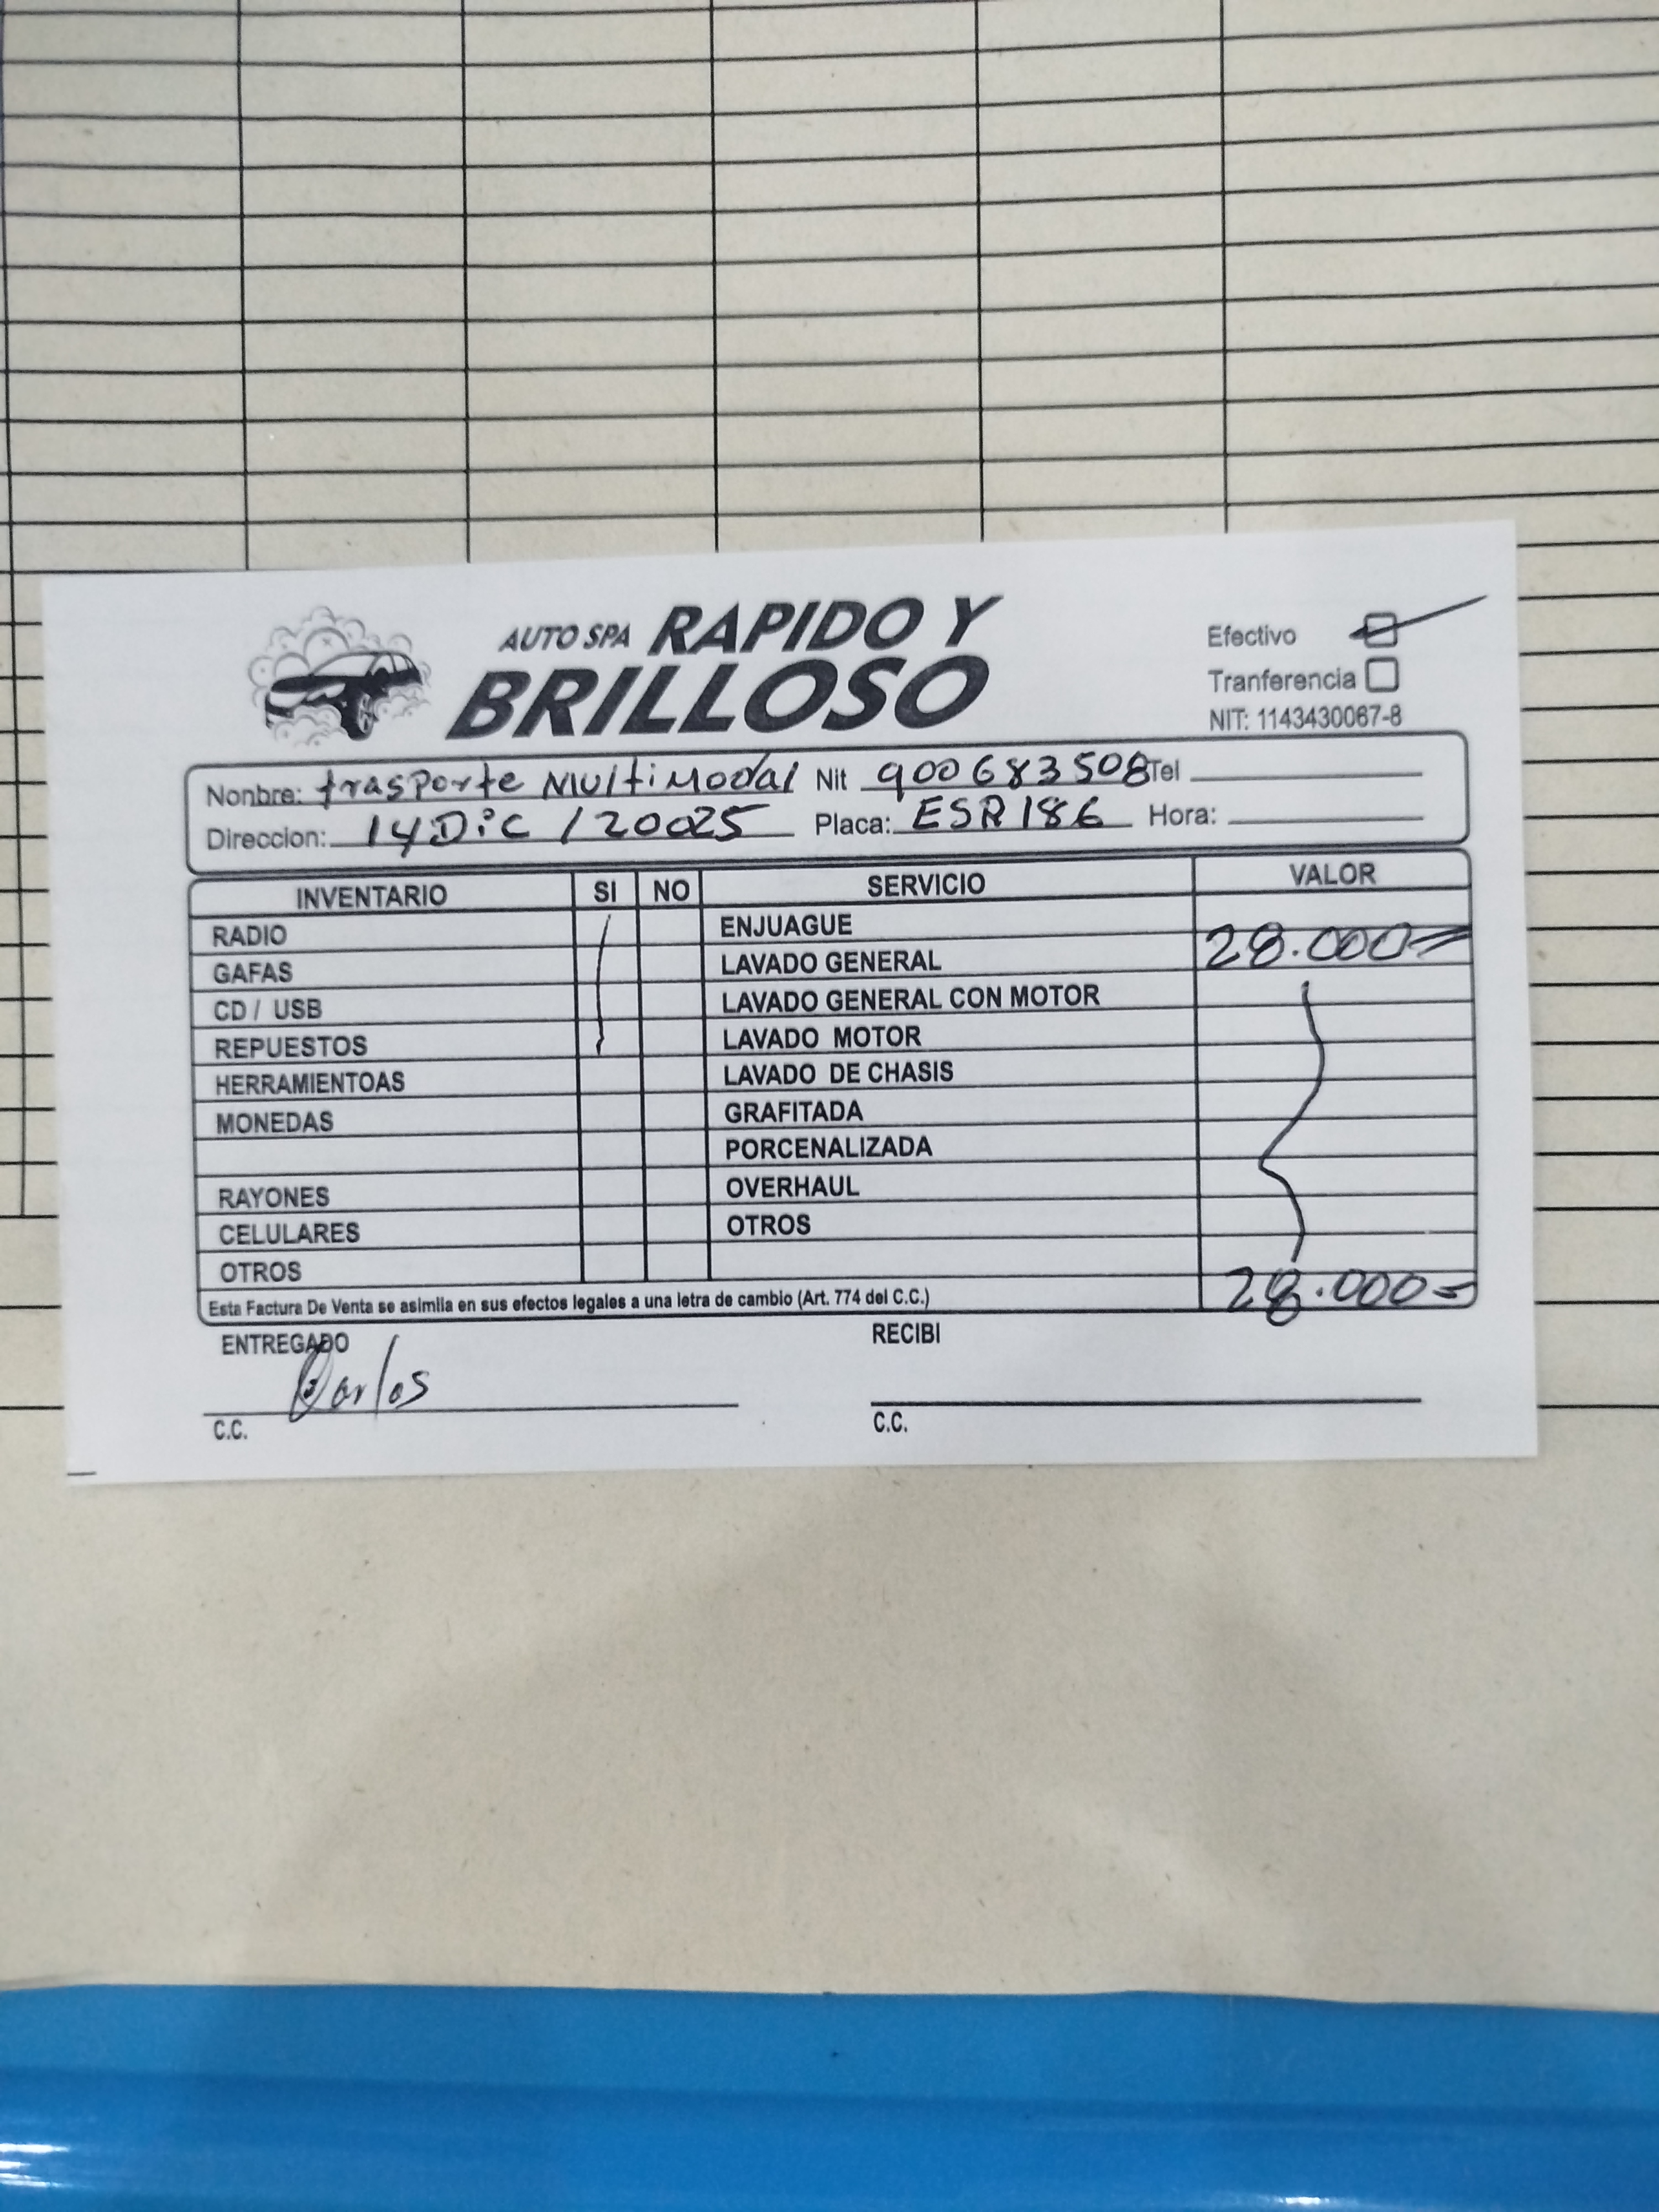 AUTO SPA RAPIDO Y
BRILLOSO
Efectivo
Tranferencia
NIT: 1143430067-8
Nonbre: trasporte Multimodal Nit 900683508 Tel
Direccion: 14 Dic / 20025 Placa: ESR186 Hora:
INVENTARIO SI NO SERVICIO VALOR
RADIO ENJUAGUE
GAFAS LAVADO GENERAL 28.000=
CD / USB LAVADO GENERAL CON MOTOR
REPUESTOS LAVADO MOTOR
HERRAMIENTOAS LAVADO DE CHASIS
MONEDAS GRAFITADA
PORCENALIZADA
RAYONES OVERHAUL
CELULARES OTROS
OTROS
Esta Factura De Venta se asimlia en sus efectos legales a una letra de cambio (Art. 774 del C.C.) 28.000=
ENTREGADO RECIBI
Carlos
C.C. C.C.